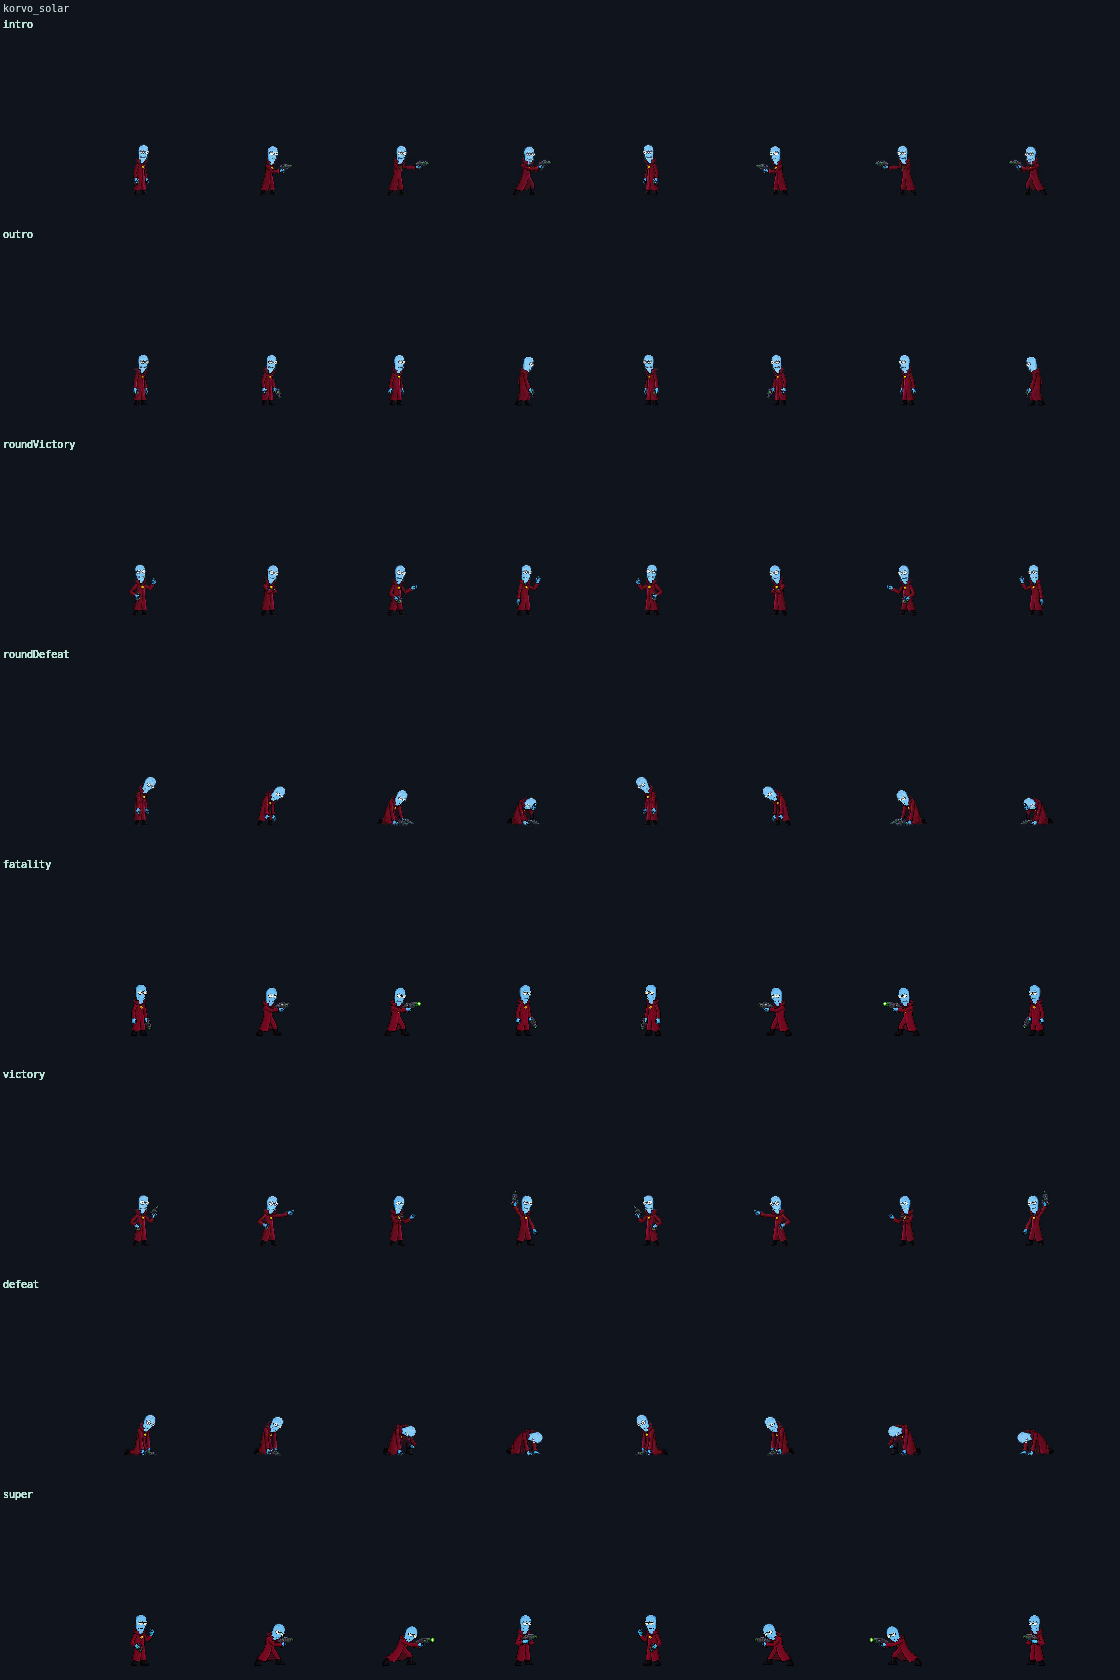 korvo_solar
intro
outro
roundVictory
roundDefeat
fatality
victory
defeat
super